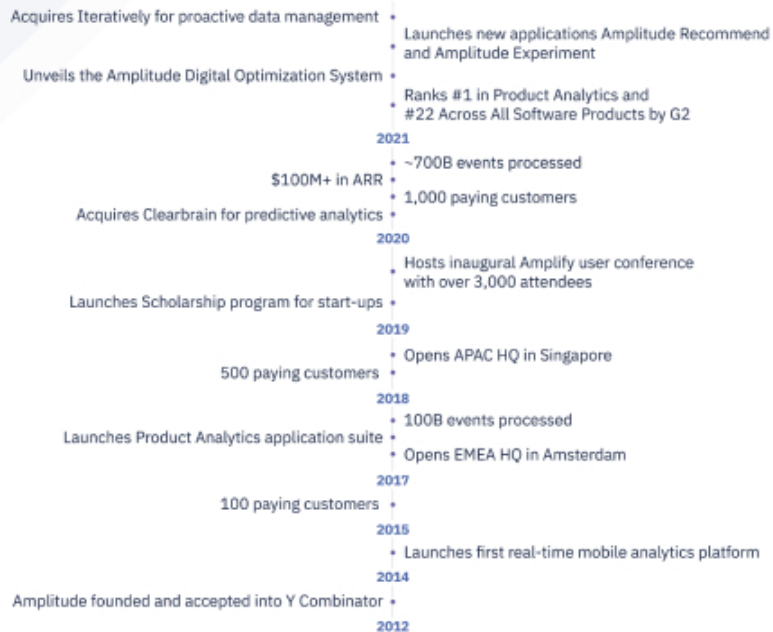 Acquires Iteratively for proactive data management
Launches new applications Amplitude Recommend
and Amplitude Experiment
Unveils the Amplitude Digital Optimization System
Ranks #1 in Product Analytics and
#22 Across All Software Products by G2
2021
~700B events processed
$100M+ in ARR
1,000 paying customers
Acquires Clearbrain for predictive analytics
2020
Hosts inaugural Amplify user conference
with over 3,000 attendees
Launches Scholarship program for start-ups
2019
Opens APAC HQ in Singapore
500 paying customers
2018
100B events processed
Launches Product Analytics application suite
Opens EMEA HQ in Amsterdam
2017
100 paying customers
2015
Launches first real-time mobile analytics platform
2014
Amplitude founded and accepted into Y Combinator
2012